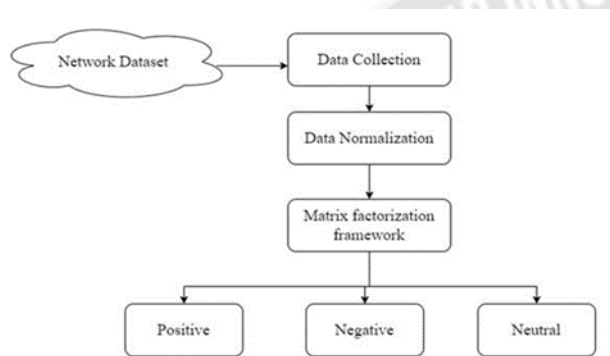 Network Dataset
Data Collection
Data Normalization
Matrix factorization
framework
Positive
Negative
Neutral